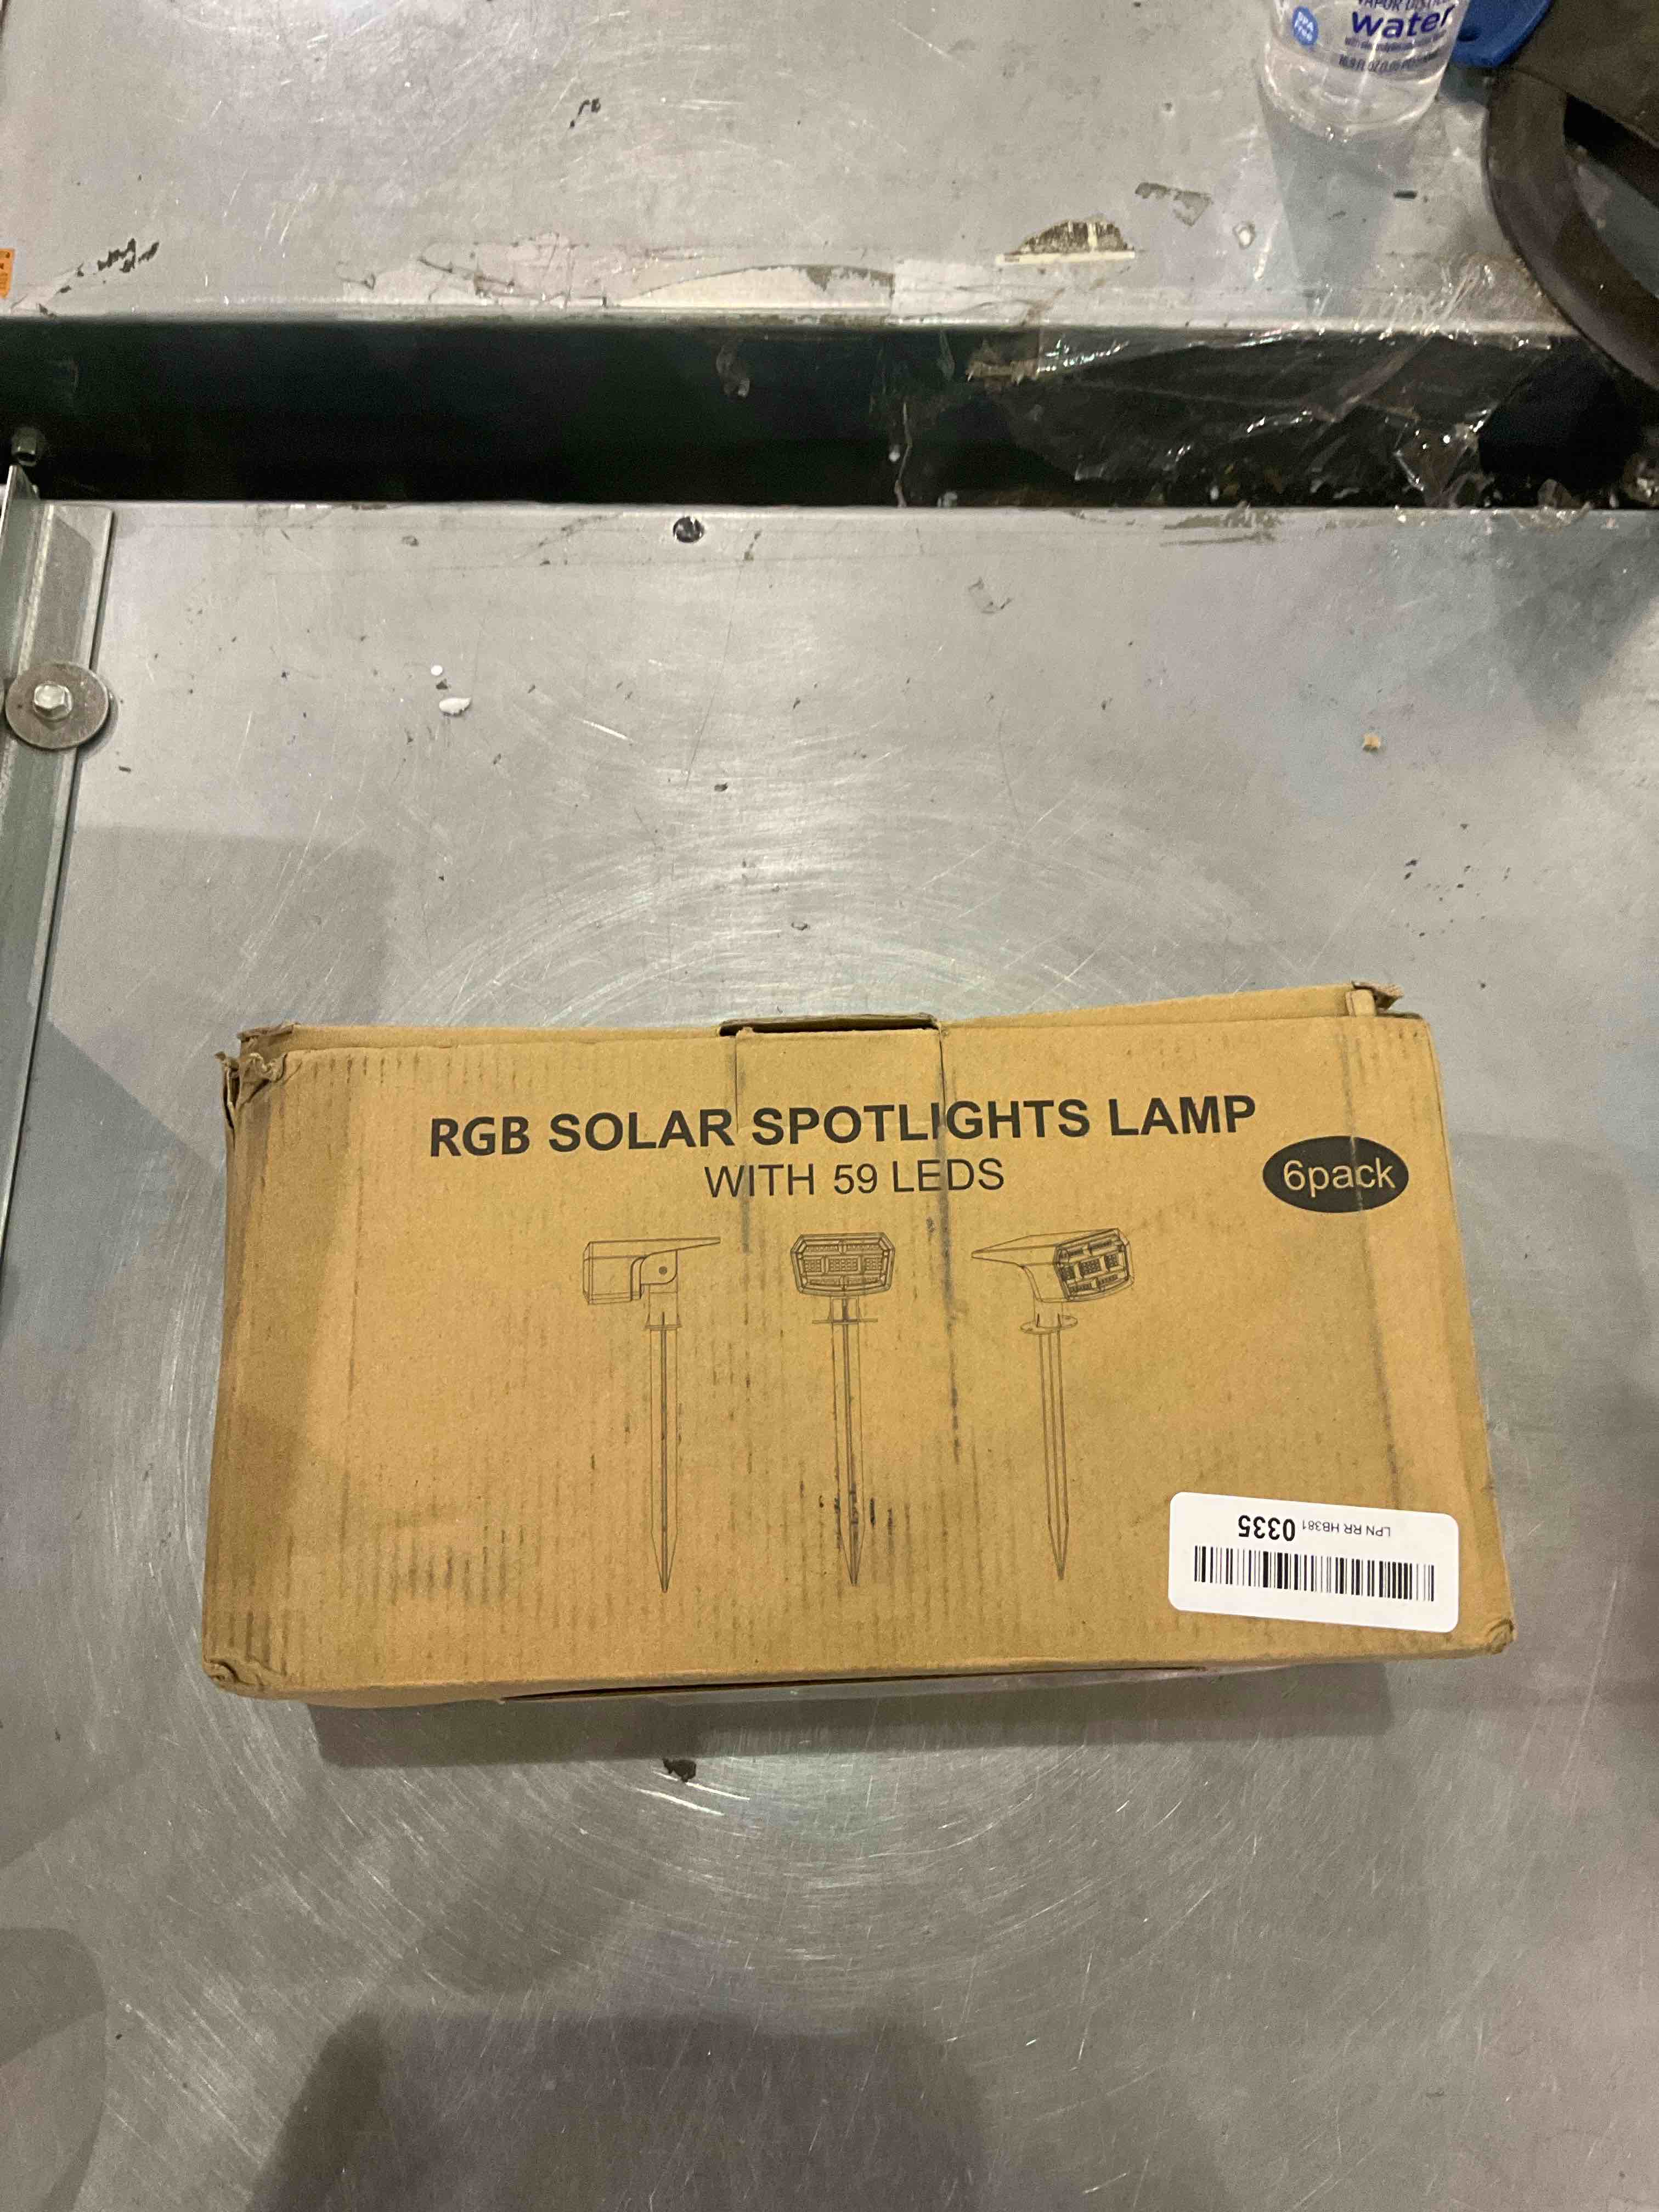 water
RGB SOLAR SPOTLIGHTS LAMP
WITH 59 LEDS
6pack
LPN RR HB381 0335